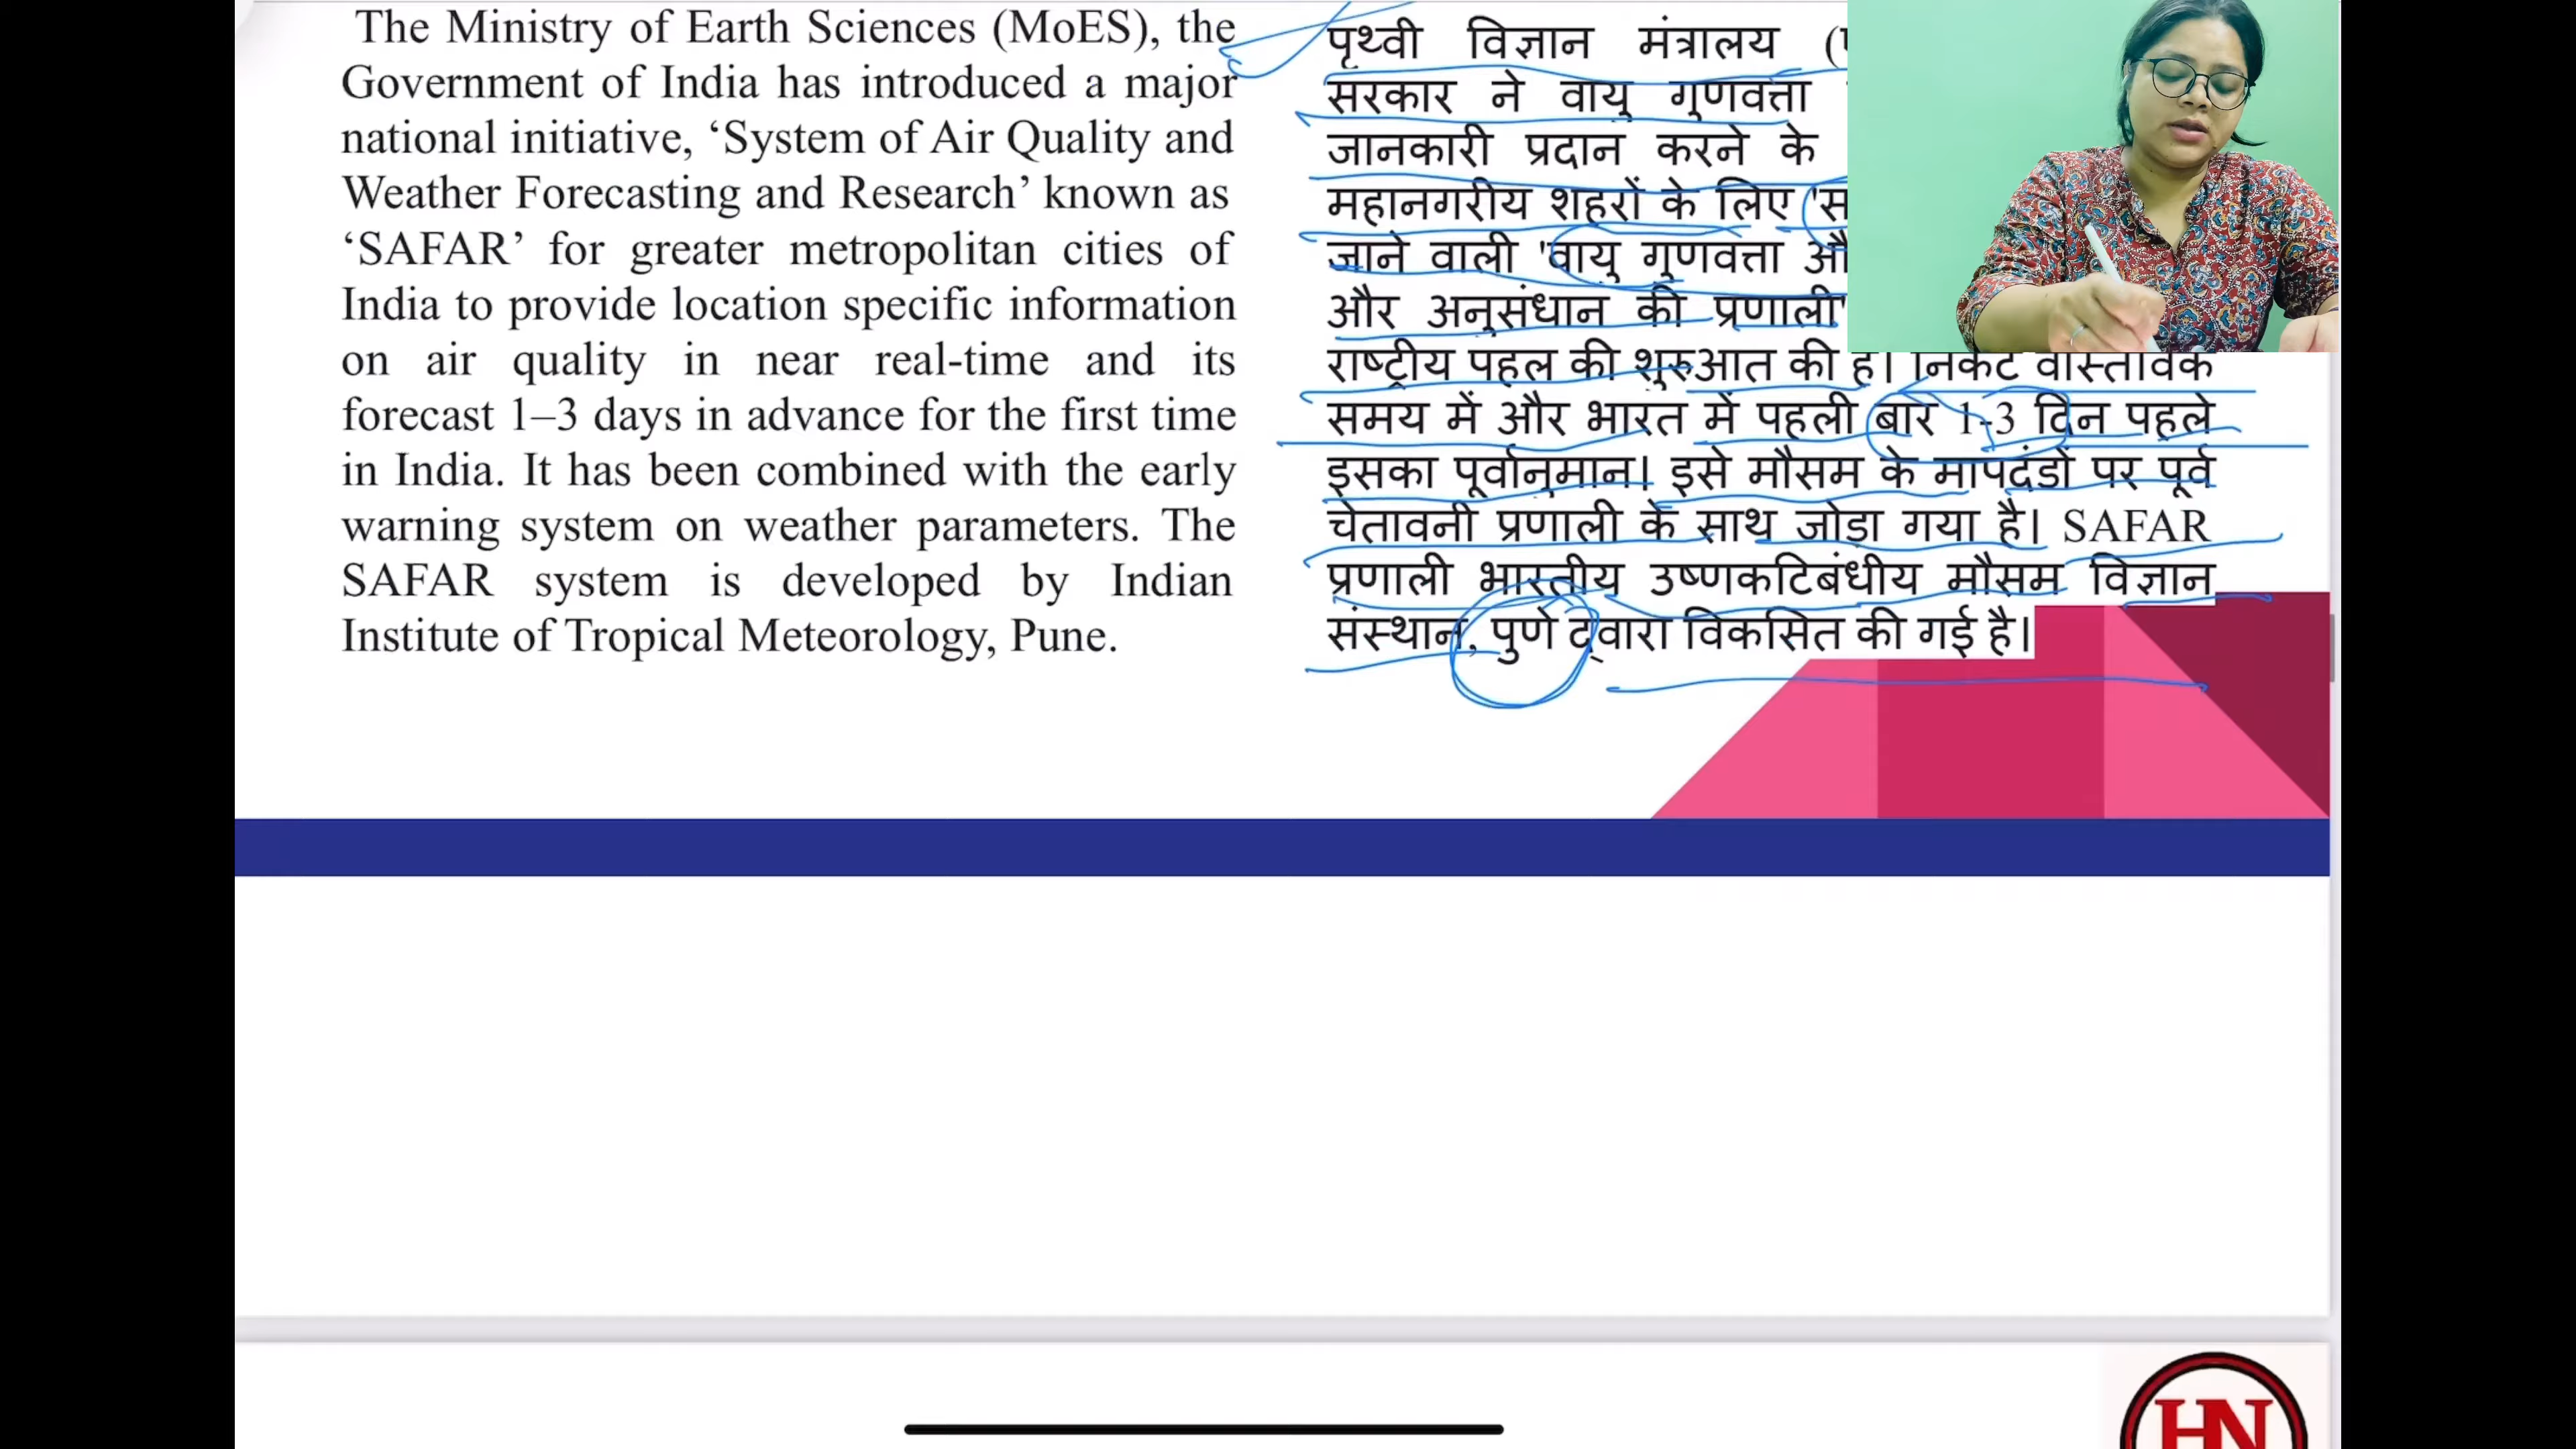 The Ministry of Earth Sciences (MoES), the
Government of India has introduced a major
national initiative, ‘System of Air Quality and
Weather Forecasting and Research’ known as
‘SAFAR’ for greater metropolitan cities of
India to provide location specific information
on air quality in near real-time and its
forecast 1–3 days in advance for the first time
in India. It has been combined with the early
warning system on weather parameters. The
SAFAR system is developed by Indian
Institute of Tropical Meteorology, Pune.
पृथ्वी विज्ञान मंत्रालय
सरकार ने वायु गुणवत्ता
जानकारी प्रदान करने के
महानगरीय शहरों के लिए
जाने वाली 'वायु गुणवत्ता
और अनुसंधान की प्रणाली'
राष्ट्रीय पहल की शुरुआत की है। निकट वास्तविक
समय में और भारत में पहली बार 1-3 दिन पहले
इसका पूर्वानुमान। इसे मौसम के मापदंडों पर पूर्व
चेतावनी प्रणाली के साथ जोड़ा गया है। SAFAR
प्रणाली भारतीय उष्णकटिबंधीय मौसम विज्ञान
संस्थान, पुणे द्वारा विकसित की गई है।
HN